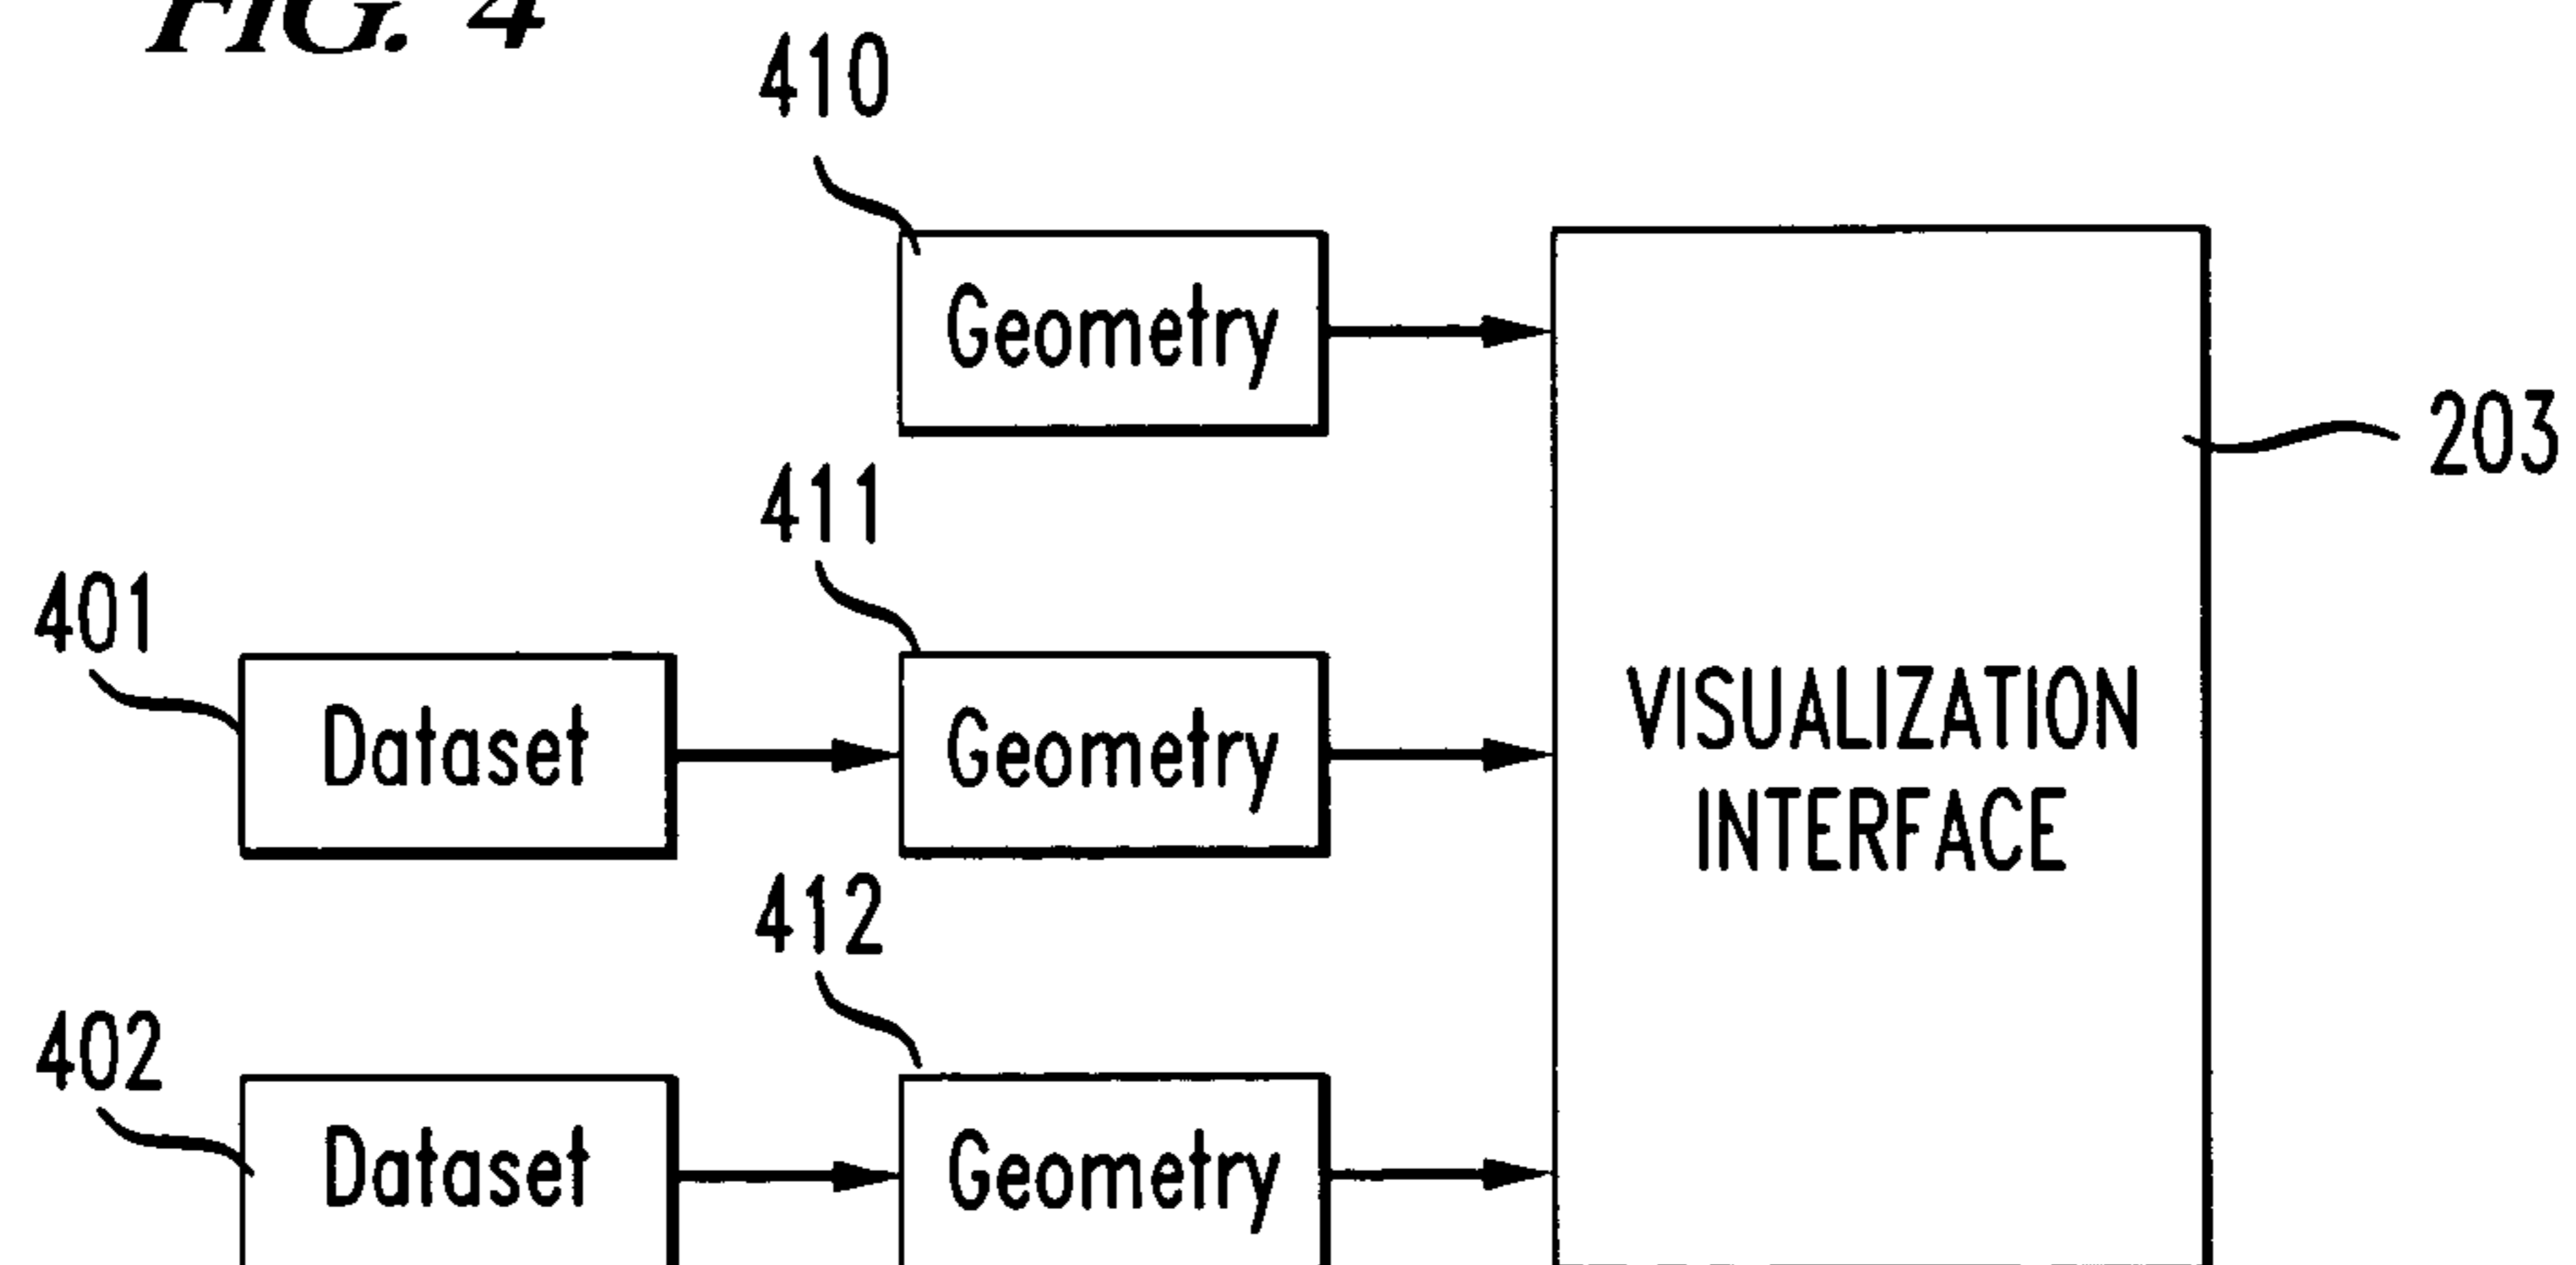 FIG. 4
410
Geometry
203
411
401
Dataset
Geometry
VISUALIZATION
INTERFACE
412
402
Dataset
Geometry